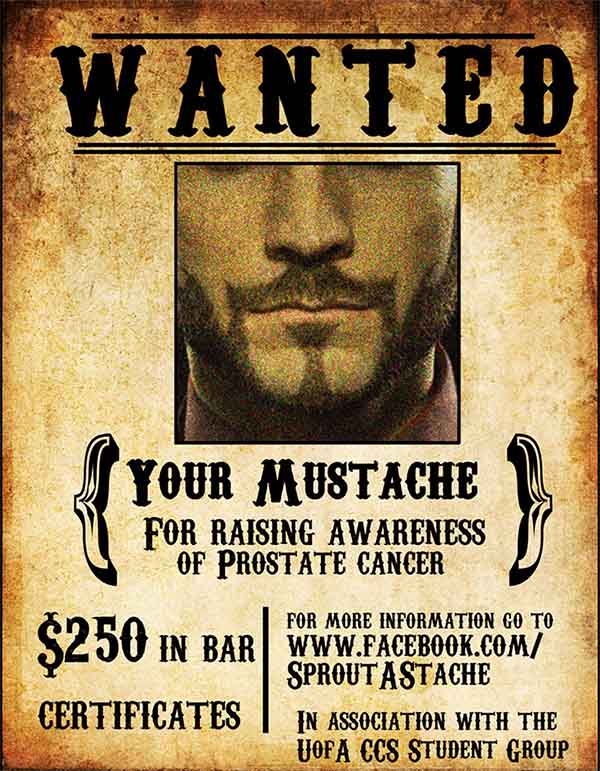 WANTED
YOUR MUSTACHE
FOR RAISING AWARENESS
OF PROSTATE CANCER
$250 IN BAR
CERTIFICATES
FOR MORE INFORMATION GO TO
WWW.FACEBOOK.COM/
SPROUTASTACHE
IN ASSOCIATION WITH THE
UOFA CCS STUDENT GROUP